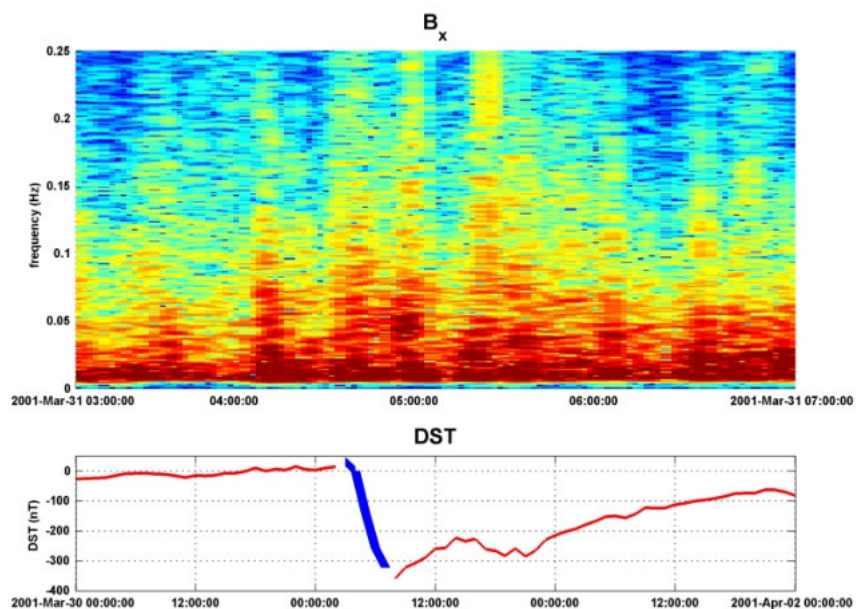 Bx
0.25
0.2
0.15
0.1
0.05
0
frequency (Hz)
2001-Mar-31 03:00:00 04:00:00 05:00:00 06:00:00 2001-Mar-31 07:00:00
DST
0
-100
-200
-300
-400
DST (nT)
2001-Mar-30 00:00:00 12:00:00 00:00:00 12:00:00 00:00:00 12:00:00 2001-Apr-02 00:00:00